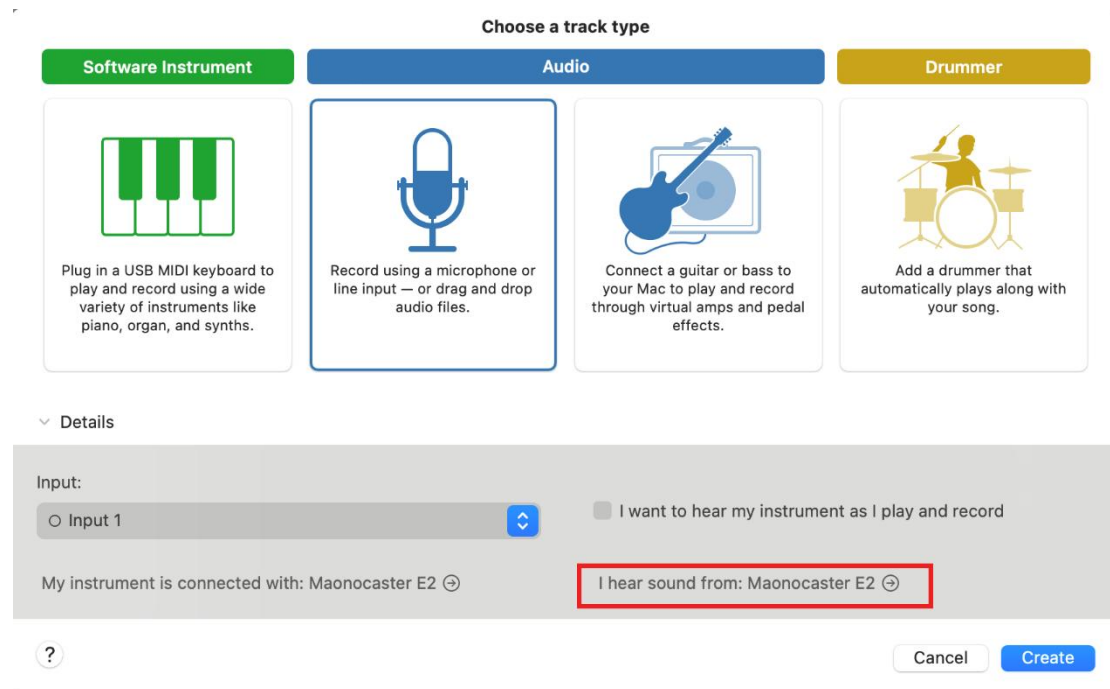 Choose a track type
Software Instrument
Audio
Drummer
Plug in a USB MIDI keyboard to
play and record using a wide
variety of instruments like
piano, organ, and synths.
Record using a microphone or
line input — or drag and drop
audio files.
Connect a guitar or bass to
your Mac to play and record
through virtual amps and pedal
effects.
Add a drummer that
automatically plays along with
your song.
Details
Input:
Input 1
I want to hear my instrument as I play and record
My instrument is connected with: Maonocaster E2
I hear sound from: Maonocaster E2
?
Cancel
Create